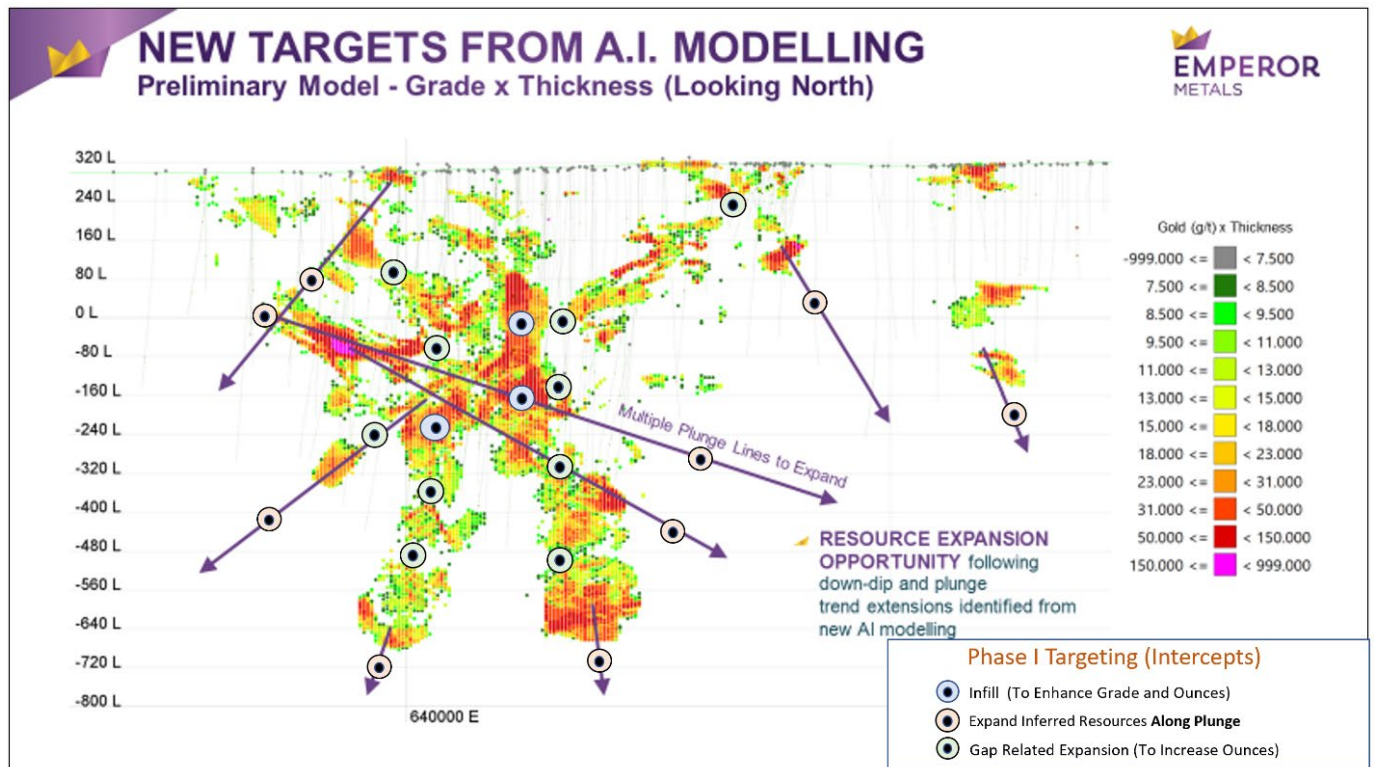 NEW TARGETS FROM A.I. MODELLING
Preliminary Model - Grade x Thickness (Looking North)
EMPEROR
METALS
320 L
240 L
160 L
80 L
0 L
-80 L
-160 L
-240 L
-320 L
-400 L
-480 L
-560 L
-640 L
-720 L
-800 L
640000 E
Multiple Plunge Lines to Expand
Gold (g/t) x Thickness
-999.000 <= < 7.500
7.500 <= < 8.500
8.500 <= < 9.500
9.500 <= < 11.000
11.000 <= < 13.000
13.000 <= < 15.000
15.000 <= < 18.000
18.000 <= < 23.000
23.000 <= < 31.000
31.000 <= < 50.000
50.000 <= < 150.000
150.000 <= < 999.000
RESOURCE EXPANSION
OPPORTUNITY following
down-dip and plunge
trend extensions identified from
new AI modelling
Phase I Targeting (Intercepts)
Infill (To Enhance Grade and Ounces)
Expand Inferred Resources Along Plunge
Gap Related Expansion (To Increase Ounces)